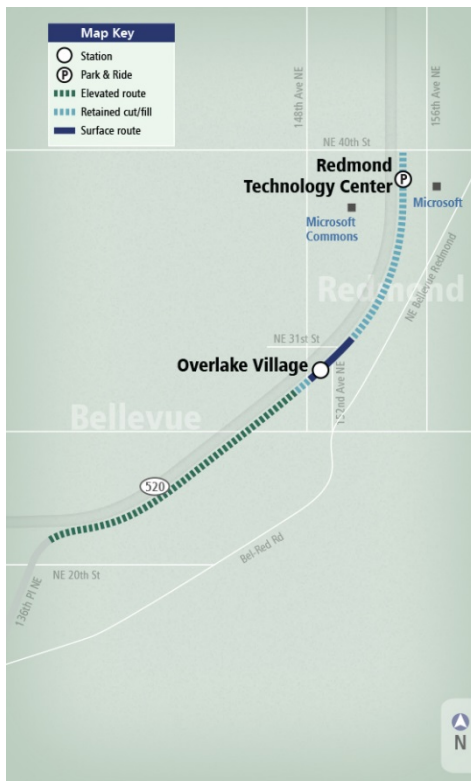 Map Key
Station
P Park & Ride
Elevated route
Retained cut/fill
Surface route
148th Ave NE
156th Ave NE
NE 40th St
Redmond
Technology Center
P
Microsoft
Microsoft
Commons
Redmond
NE Bellevue Redmond
NE 31st St
Overlake Village
152nd Ave NE
Bellevue
520
Bel-Red Rd
NE 20th St
136th Pl NE
N